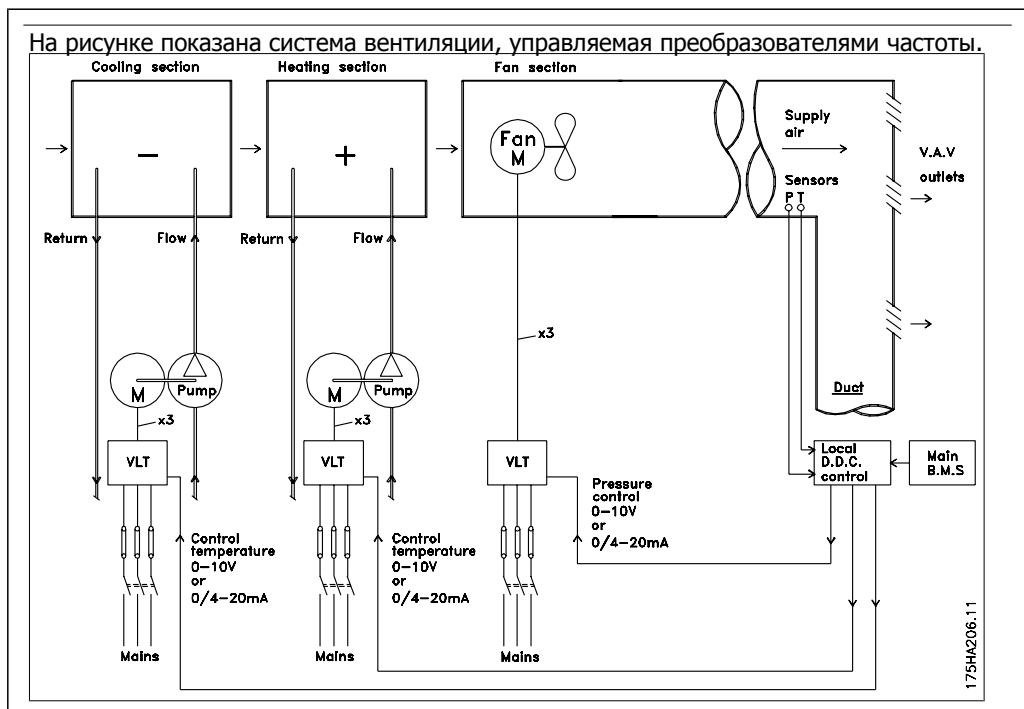 На рисунке показана система вентиляции, управляемая преобразователями частоты.
Cooling section
Heating section
Fan section
−
+
Fan
M
Supply
air
V.A.V
outlets
Sensors
P T
Return
Flow
Return
Flow
x3
M
Pump
M
Pump
Duct
x3
x3
VLT
VLT
VLT
Local
D.D.C.
control
Main
B.M.S
Pressure
control
0−10V
or
0/4−20mA
Control
temperature
0−10V
or
0/4−20mA
Control
temperature
0−10V
or
0/4−20mA
Mains
Mains
Mains
175HA206.11